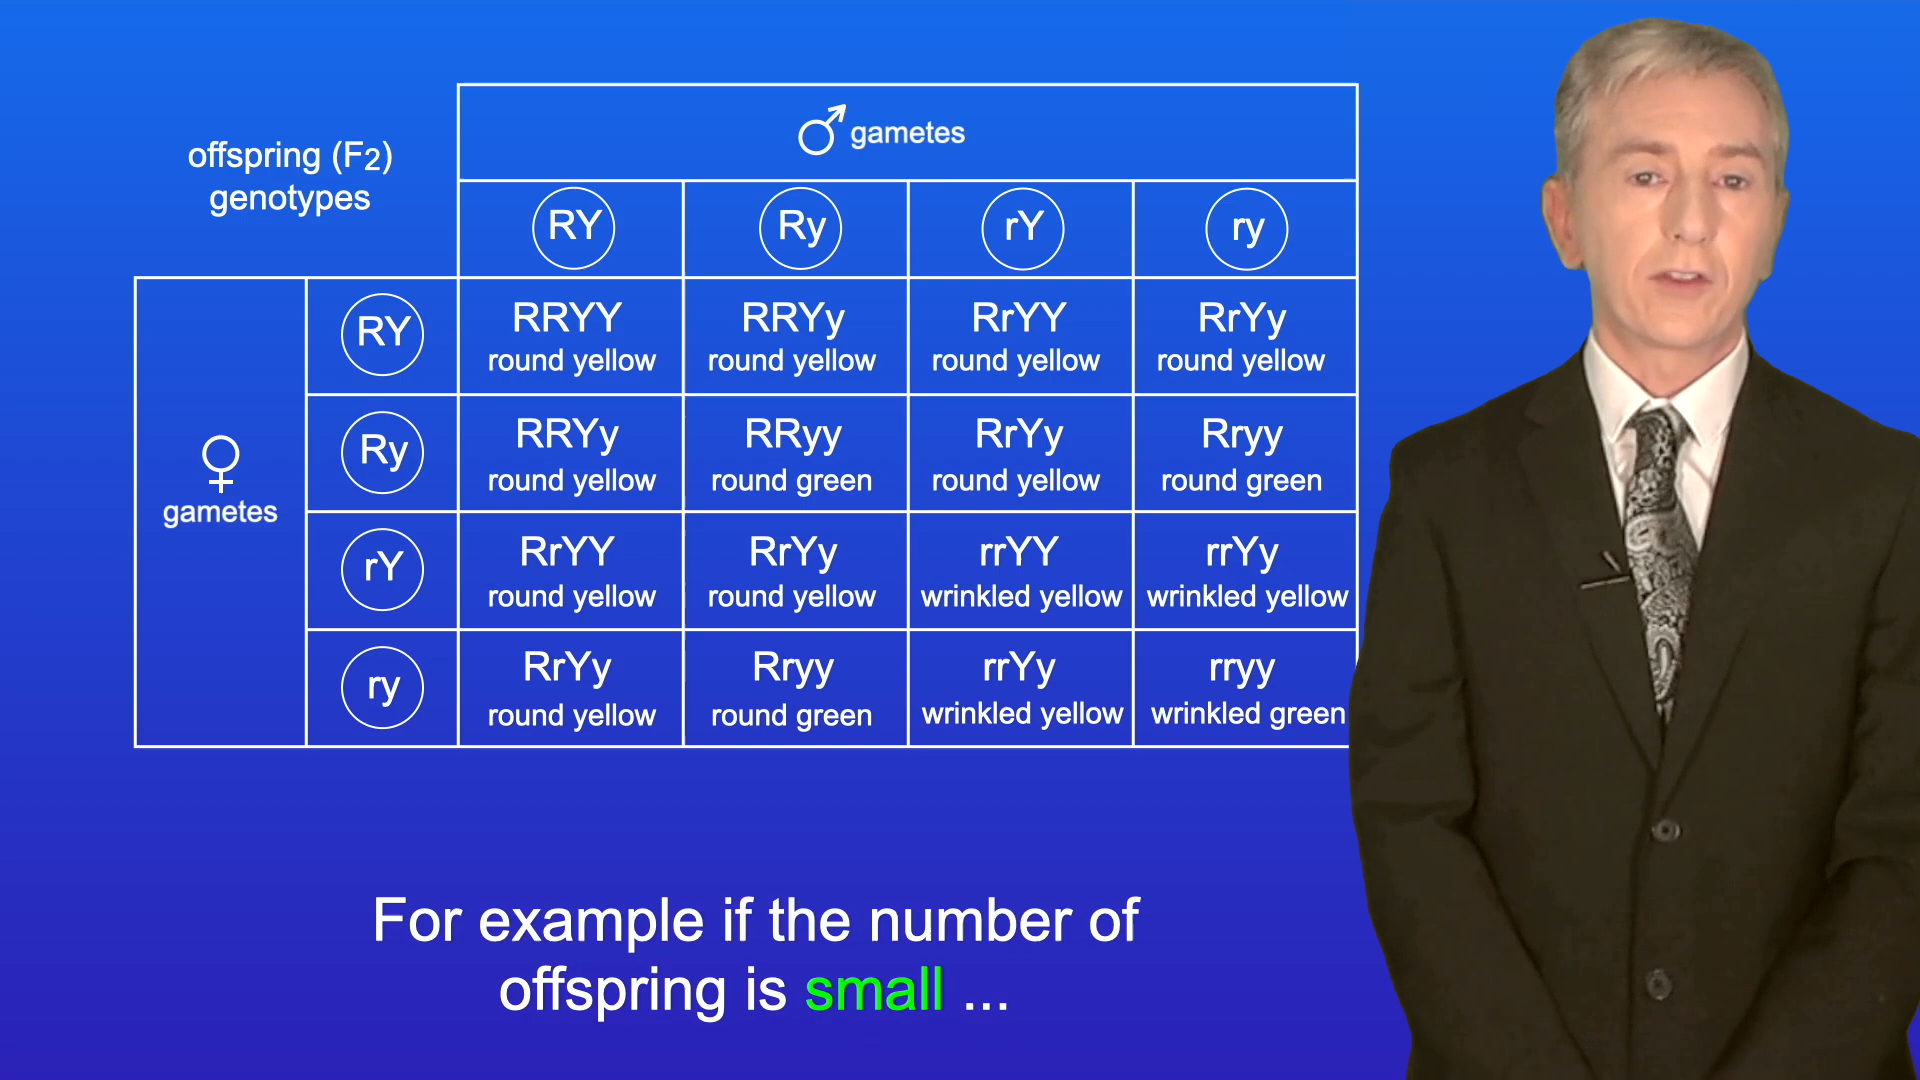 offspring (F2)
genotypes
♂ gametes
RY Ry rY ry
♀
gametes
RY
RRYY RRYy RrYY RrYy
round yellow round yellow round yellow round yellow
Ry
RRYy RRyy RrYy Rryy
round yellow round green round yellow round green
rY
RrYY RrYy rrYY rrYy
round yellow round yellow wrinkled yellow wrinkled yellow
ry
RrYy Rryy rrYy rryy
round yellow round green wrinkled yellow wrinkled green
For example if the number of
offspring is small ...